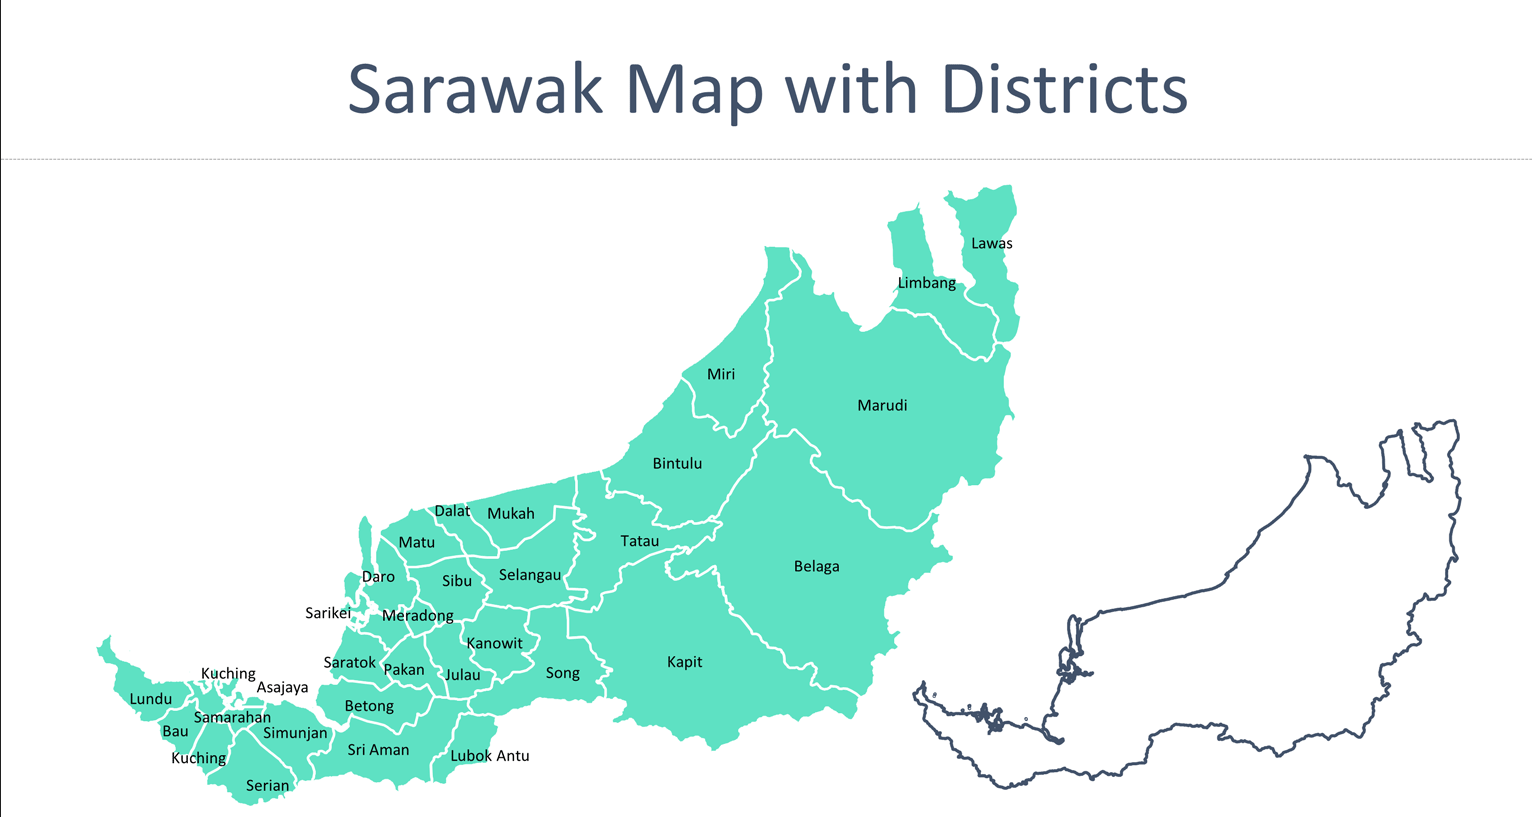 Sarawak Map with Districts
Lawas
Limbang
Miri
Marudi
Bintulu
Dalat
Mukah
Matu
Tatau
Belaga
Daro
Sibu
Selangau
Sarikei
Meradong
Kanowit
Saratok
Pakan
Julau
Song
Kapit
Kuching
Asajaya
Lundu
Betong
Samarahan
Bau
Simunjan
Kuching
Sri Aman
Lubok Antu
Serian